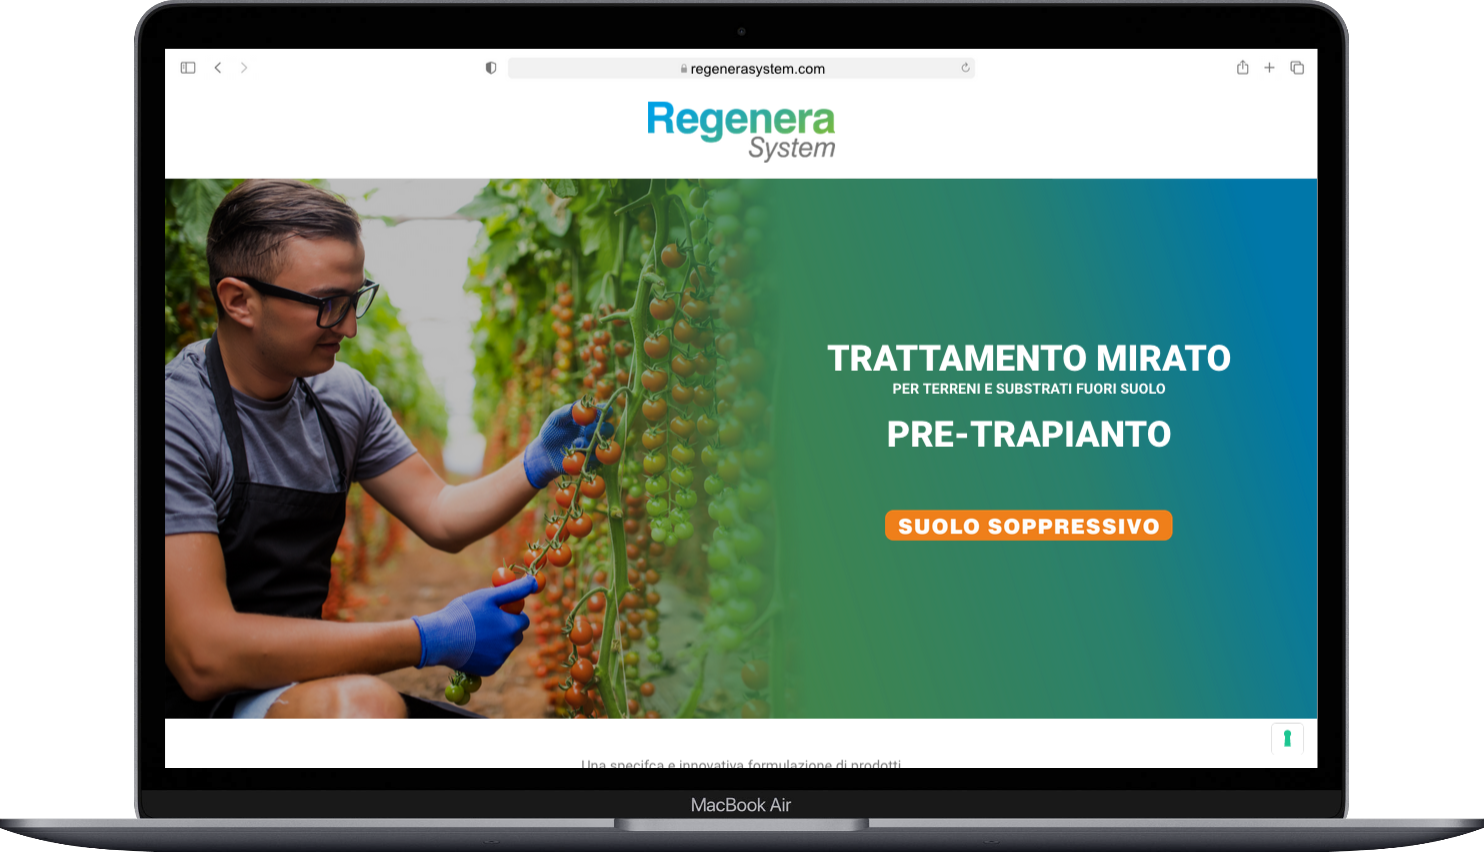 regenerasystem.com
Regenera
System
TRATTAMENTO MIRATO
PER TERRENI E SUBSTRATI FUORI SUOLO
PRE-TRAPIANTO
SUOLO SOPPRESSIVO
Una specifca e innovativa formulazione di prodotti
MacBook Air